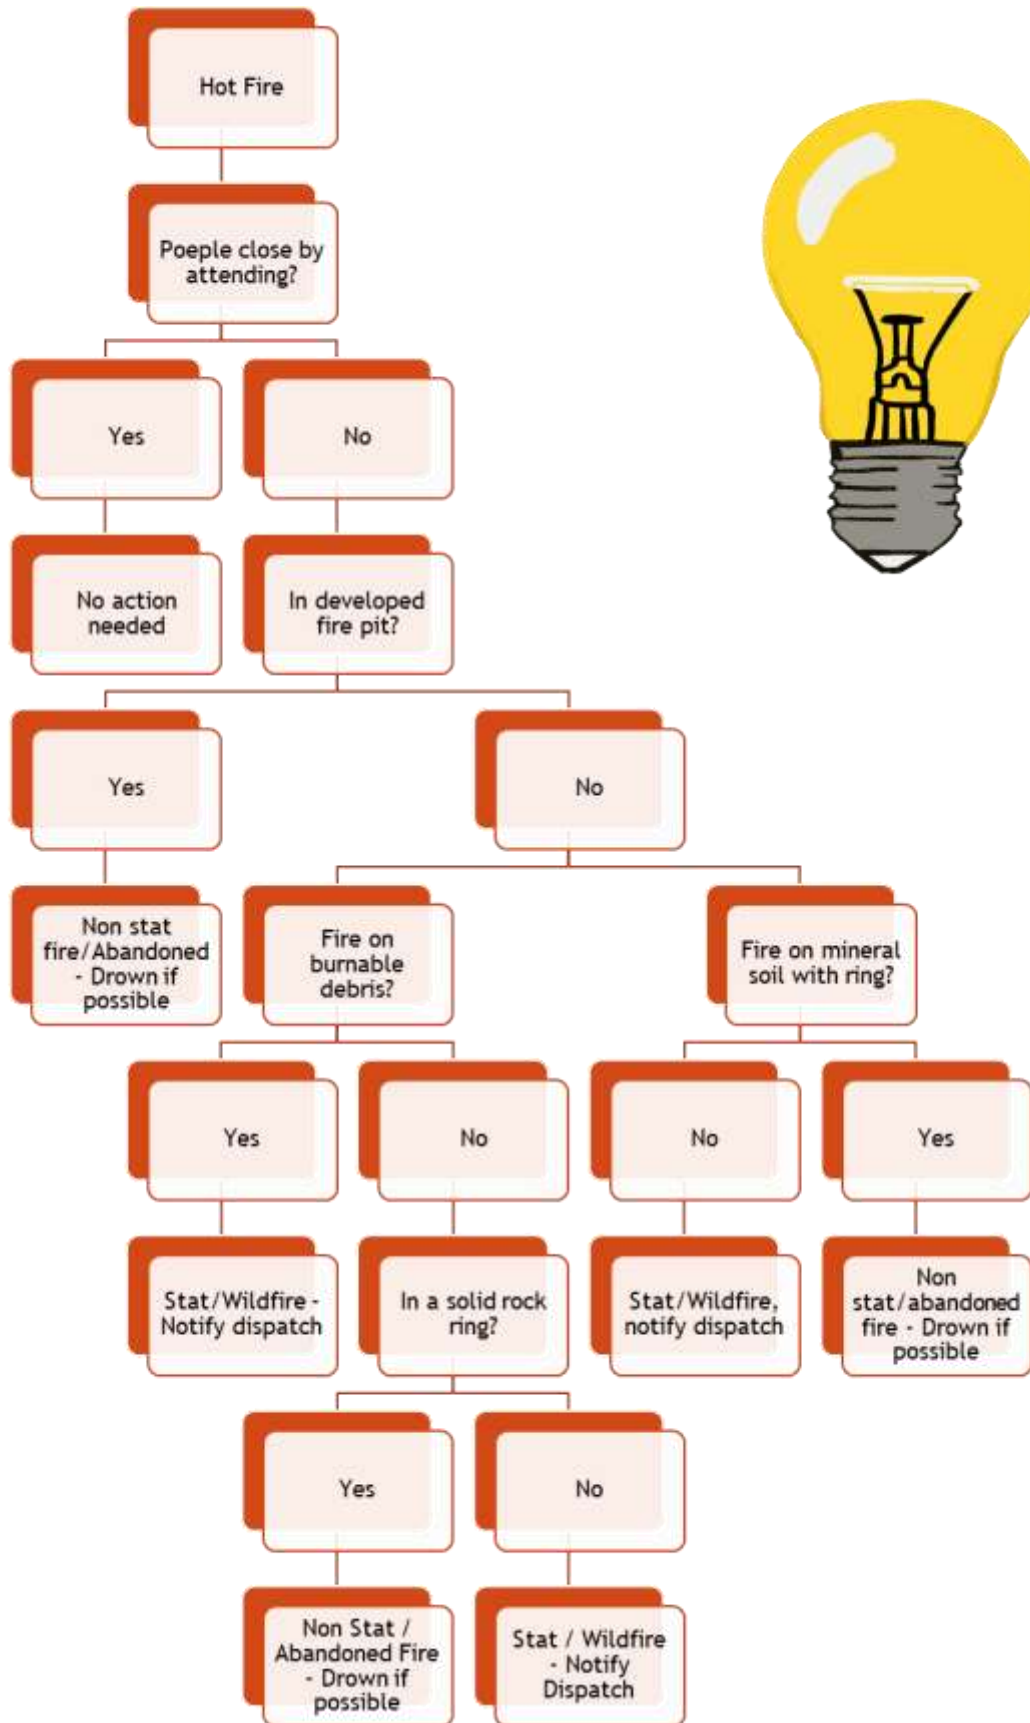 Hot Fire
Poeple close by
attending?
Yes
No
No action
needed
In developed
fire pit?
Yes
No
Non stat
fire/Abandoned
- Drown if
possible
Fire on
burnable
debris?
Fire on mineral
soil with ring?
Yes
No
No
Yes
Stat/Wildfire -
Notify dispatch
In a solid rock
ring?
Stat/Wildfire,
notify dispatch
Non
stat/abandoned
fire - Drown if
possible
Yes
No
Non Stat /
Abandoned Fire
- Drown if
possible
Stat / Wildfire
- Notify
Dispatch